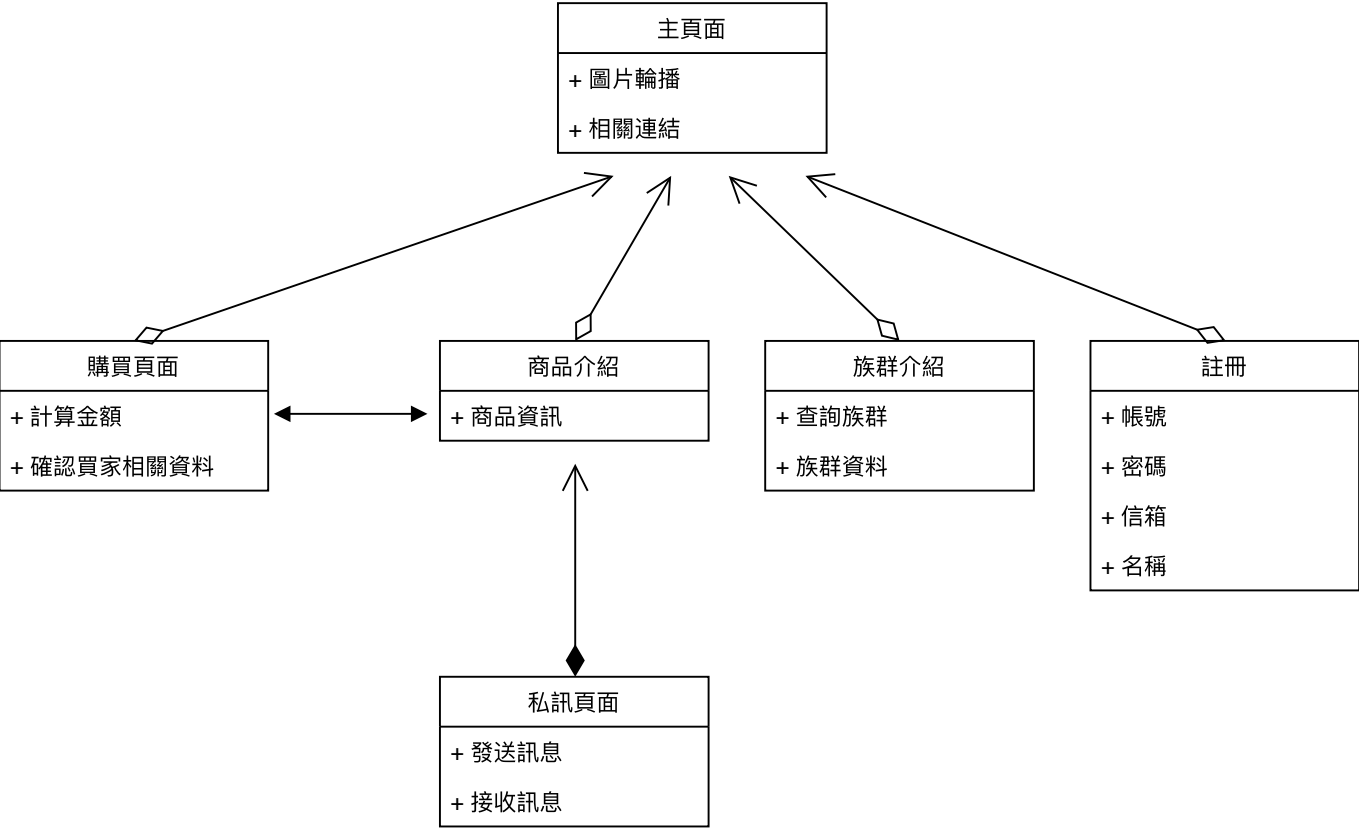 主頁面
+ 圖片輪播
+ 相關連結
購買頁面
+ 計算金額
+ 確認買家相關資料
商品介紹
+ 商品資訊
族群介紹
+ 查詢族群
+ 族群資料
註冊
+ 帳號
+ 密碼
+ 信箱
+ 名稱
私訊頁面
+ 發送訊息
+ 接收訊息